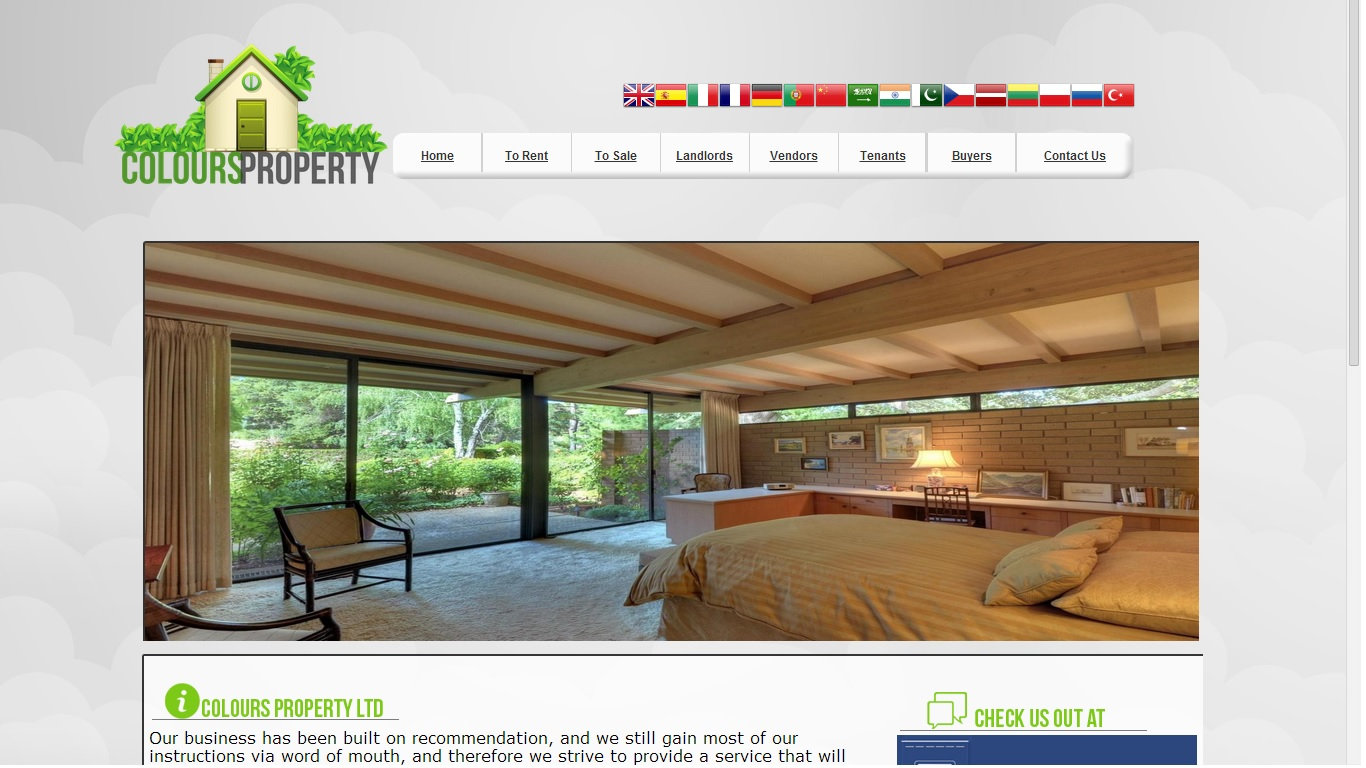 COLOURSPROPERTY
Home To Rent To Sale Landlords Vendors Tenants Buyers Contact Us
COLOURS PROPERTY LTD
Our business has been built on recommendation, and we still gain most of our
instructions via word of mouth, and therefore we strive to provide a service that will
CHECK US OUT AT